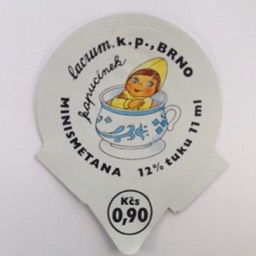 lacrum. k.p., BRNO
kapucínek
MINISMETANA 12% tuku 11 ml
Kčs
0,90